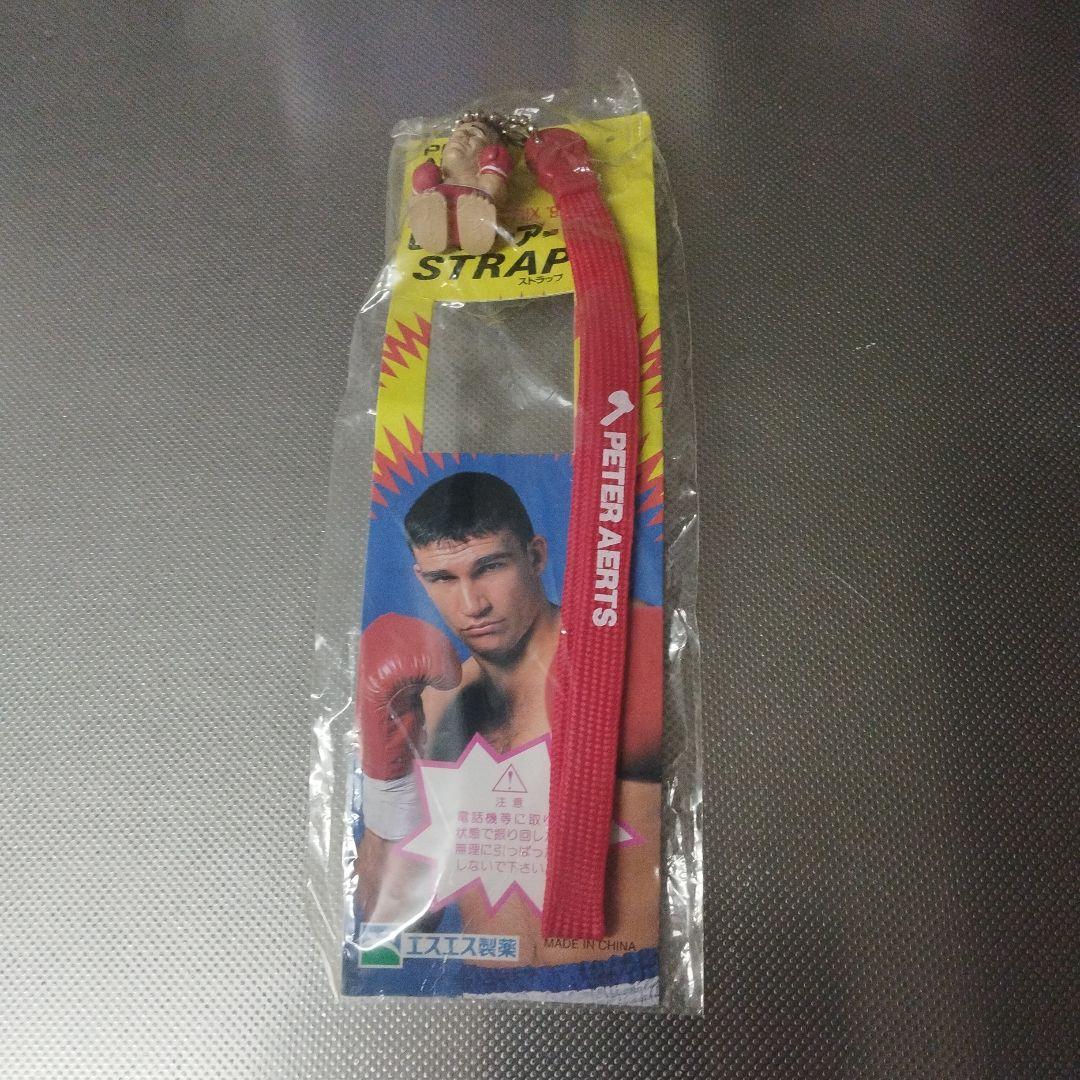 STRAP
ストラップ
PETER AERTS
注意
電話機等に取り
状態で振り回し
無理に引っぱっ
しないで下さい
エスエス製薬
MADE IN CHINA